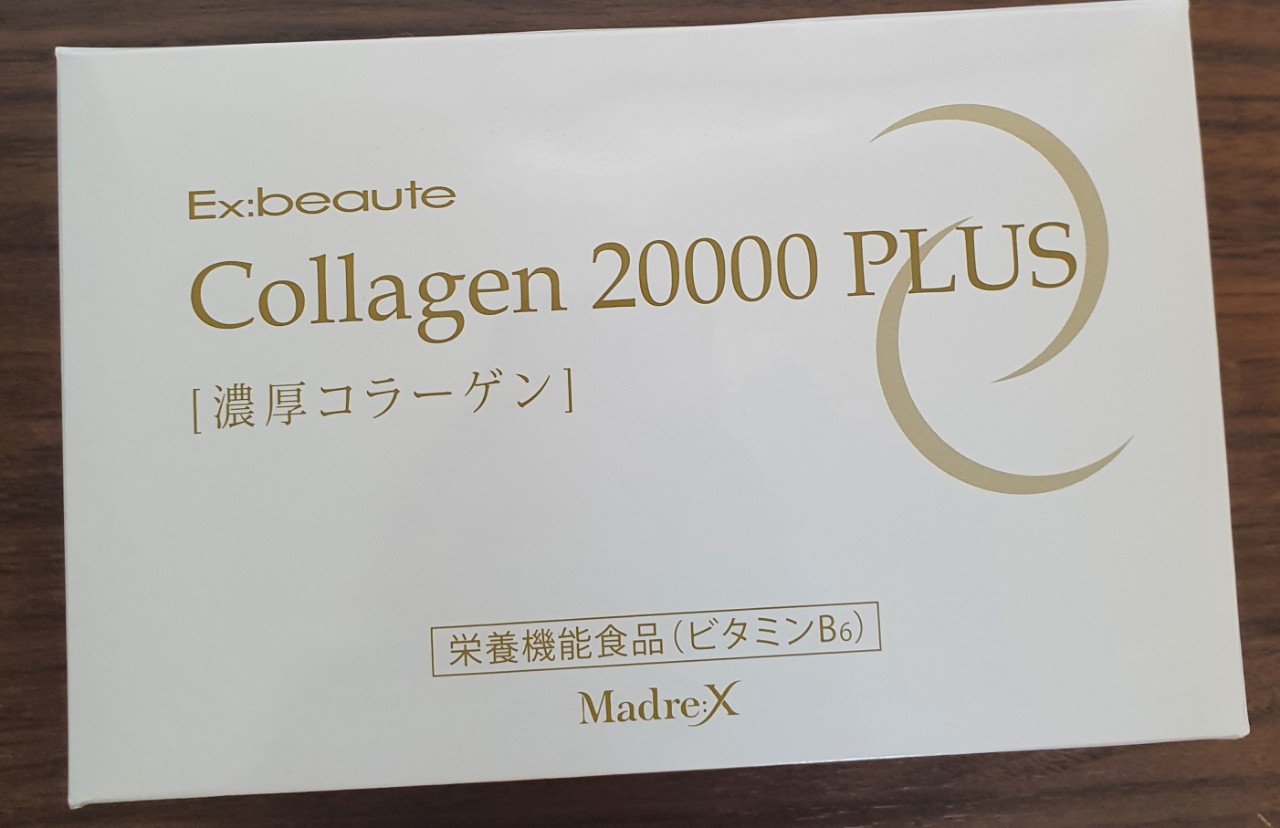 Ex:beaute
Collagen 20000 PLUS
[濃厚コラーゲン]
栄養機能食品(ビタミンB₆)
Madre:X